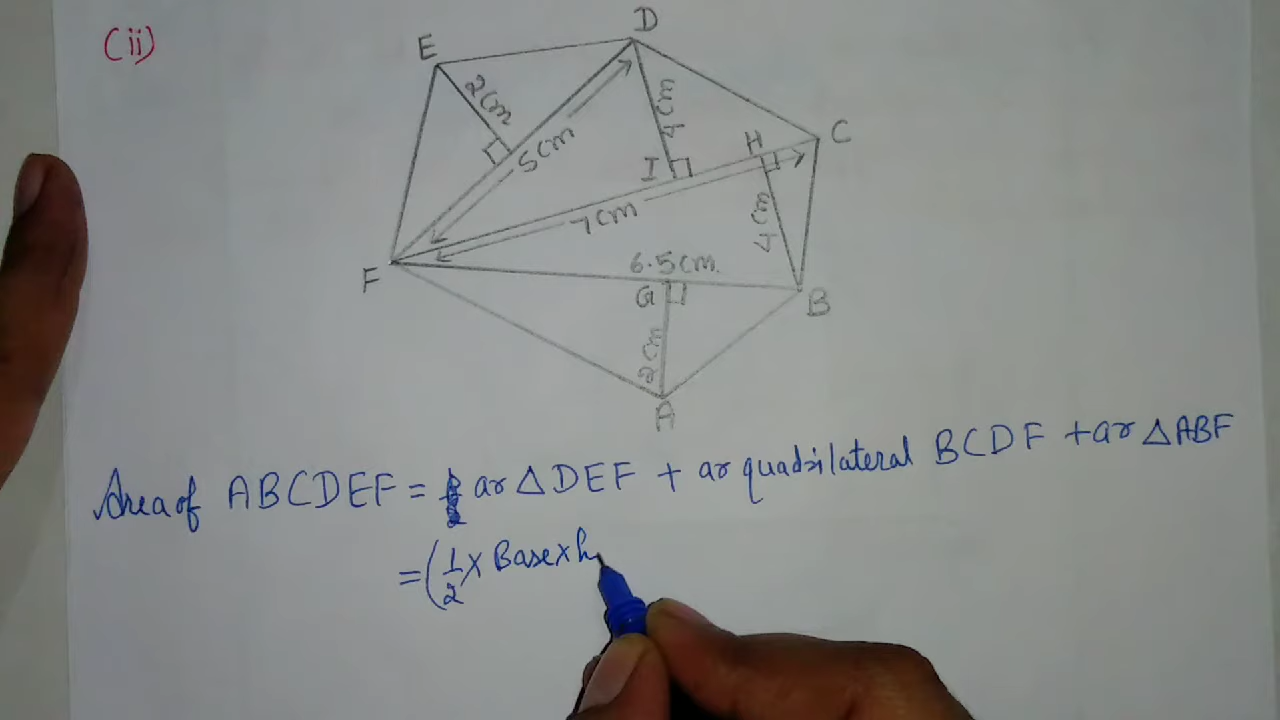 (ii)
D
E
C
2cm
4cm
5cm
H
I
7cm
4cm
6.5cm.
F
G
B
2cm
A
Area of ABCDEF = ar △DEF + ar quadrilateral BCDF + ar △ABF
= (1/2 × Base × h